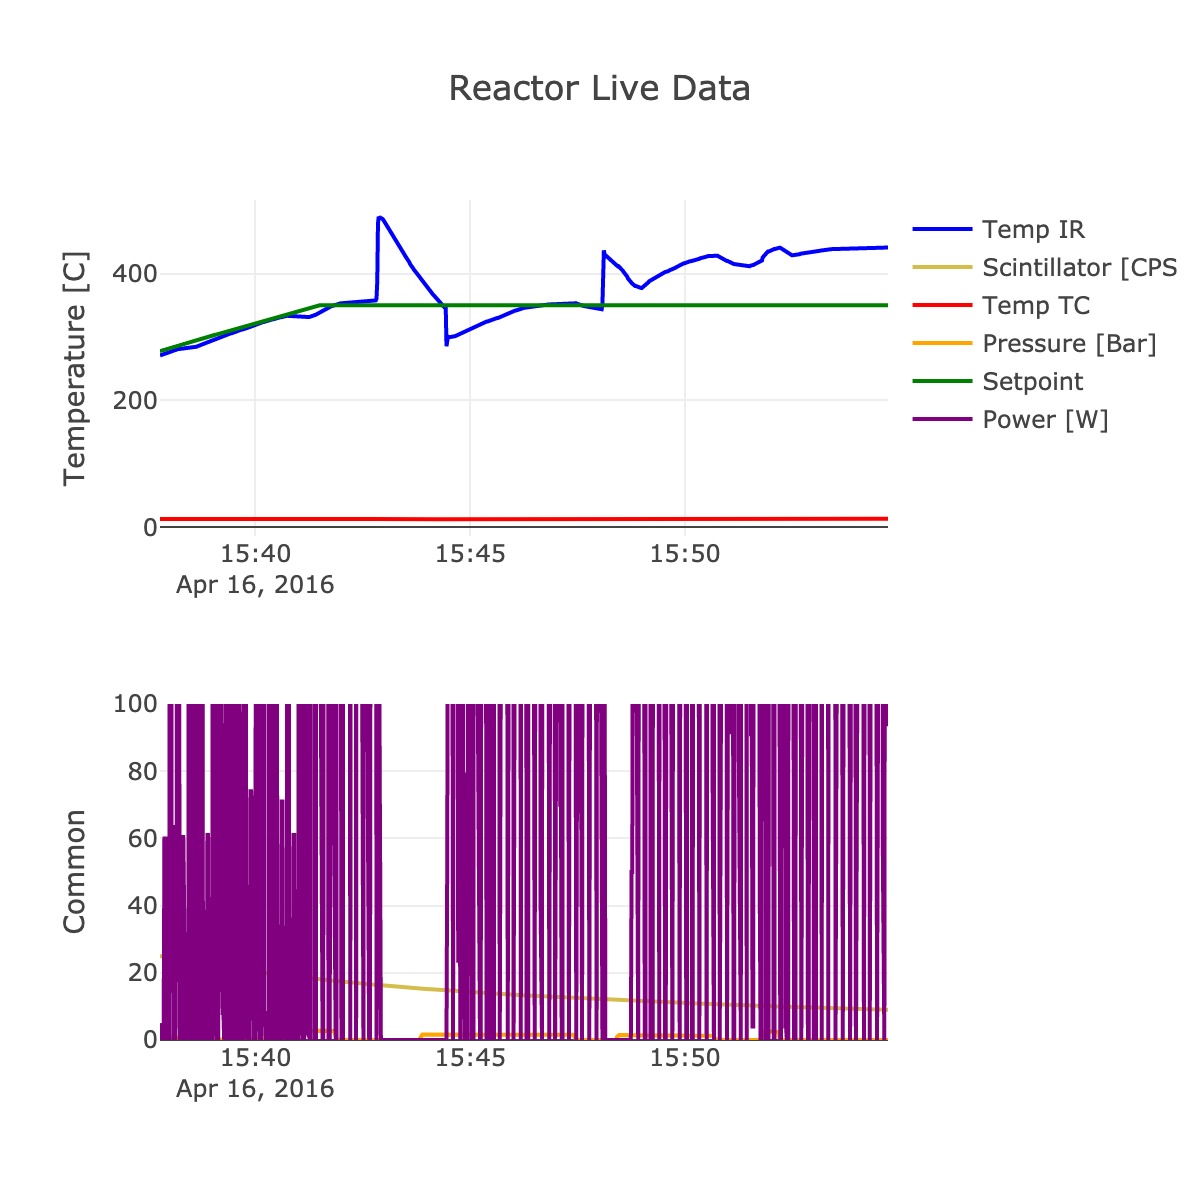 Reactor Live Data
Temperature [C]
400
200
0
15:40
15:45
15:50
Apr 16, 2016
Temp IR
Scintillator [CPS
Temp TC
Pressure [Bar]
Setpoint
Power [W]
Common
100
80
60
40
20
0
15:40
15:45
15:50
Apr 16, 2016